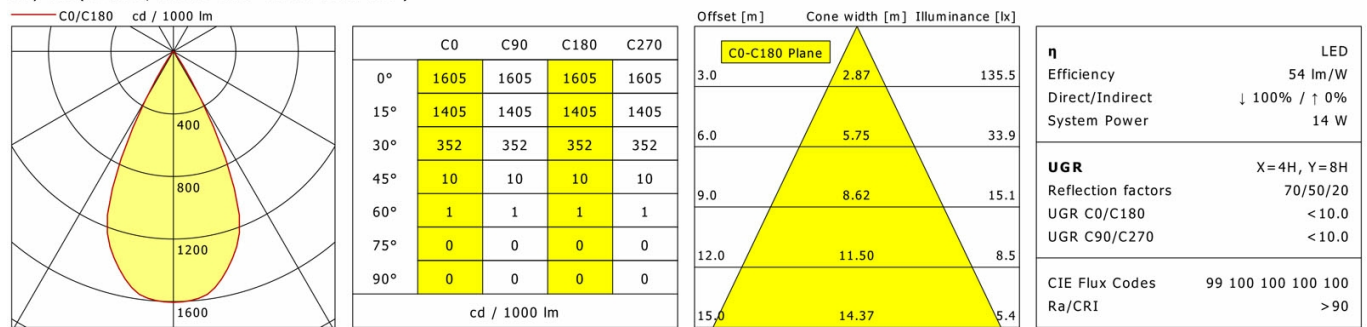 C0/C180 cd / 1000 lm
400
800
1200
1600
C0 C90 C180 C270
0° 1605 1605 1605 1605
15° 1405 1405 1405 1405
30° 352 352 352 352
45° 10 10 10 10
60° 1 1 1 1
75° 0 0 0 0
90° 0 0 0 0
cd / 1000 lm
Offset [m] Cone width [m] Illuminance [lx]
C0-C180 Plane
3.0 2.87 135.5
6.0 5.75 33.9
9.0 8.62 15.1
12.0 11.50 8.5
15.0 14.37 5.4
η LED
Efficiency 54 lm/W
Direct/Indirect ↓ 100% / ↑ 0%
System Power 14 W
UGR X=4H, Y=8H
Reflection factors 70/50/20
UGR C0/C180 <10.0
UGR C90/C270 <10.0
CIE Flux Codes 99 100 100 100 100
Ra/CRI >90